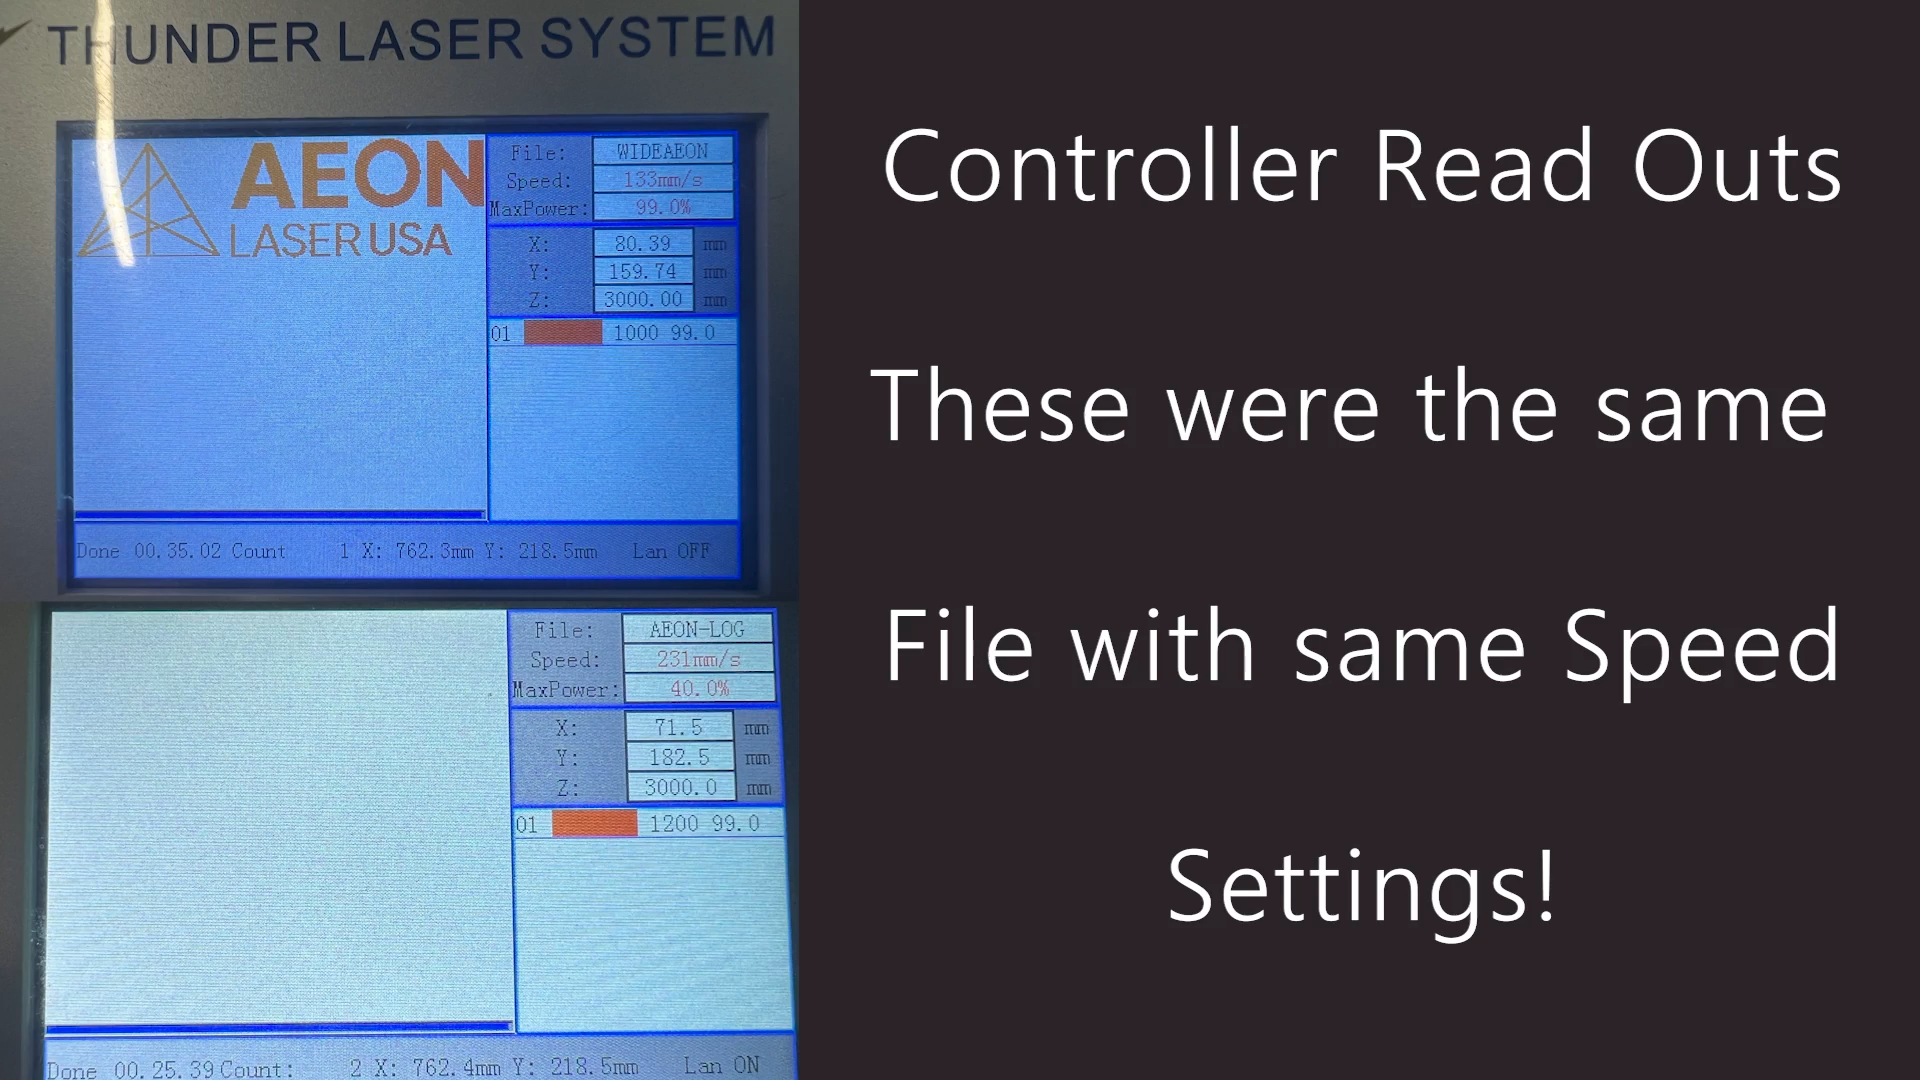 THUNDER LASER SYSTEM
AEON
LASER USA
File: WIDEAEON
Speed: 133mm/s
MaxPower: 99.0%
X: 80.39 mm
Y: 159.74 mm
Z: 3000.00 mm
01 1000 99.0
Done 00.35.02 Count 1 X: 762.3mm Y: 218.5mm Lan OFF
File: AEON-LOG
Speed: 231mm/s
MaxPower: 40.0%
X: 71.5 mm
Y: 182.5 mm
Z: 3000.0 mm
01 1200 99.0
Done 00.25.39 Count: 2 X: 762.4mm Y: 218.5mm Lan ON
Controller Read Outs
These were the same
File with same Speed
Settings!